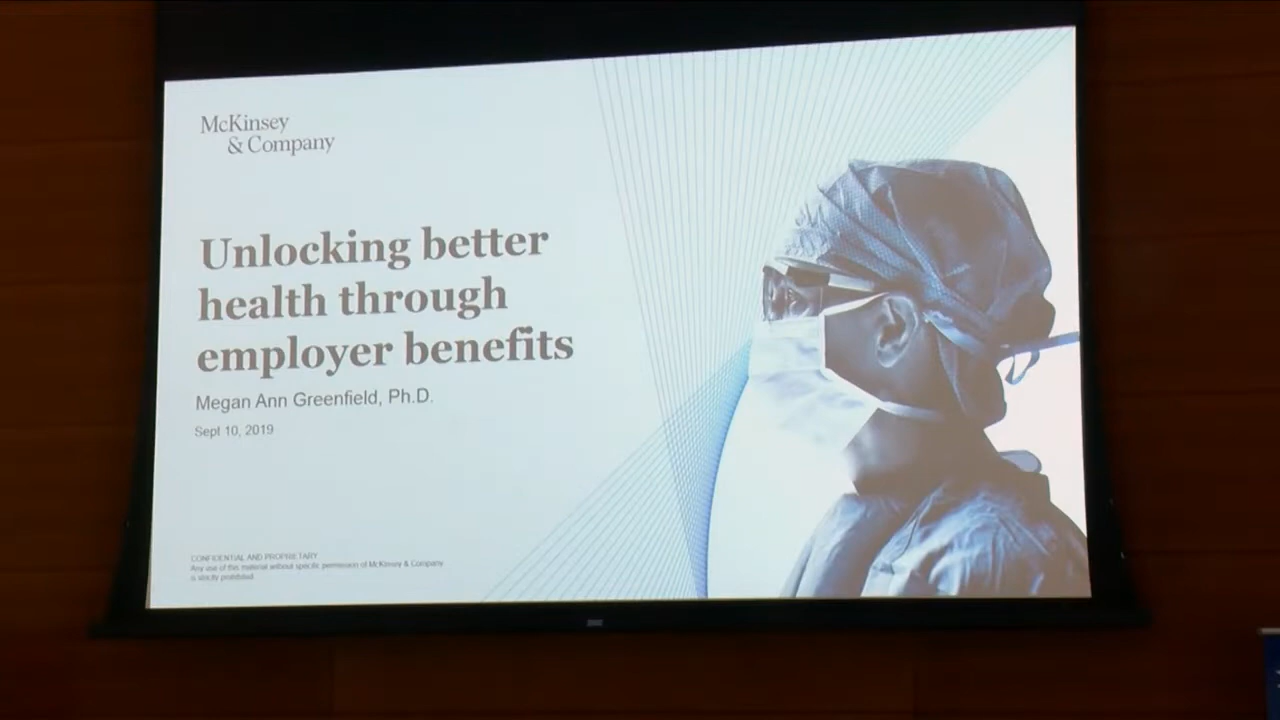 McKinsey
& Company
Unlocking better
health through
employer benefits
Megan Ann Greenfield, Ph.D.
Sept 10, 2019
CONFIDENTIAL AND PROPRIETARY
Any use of this material without specific permission of McKinsey & Company
is strictly prohibited